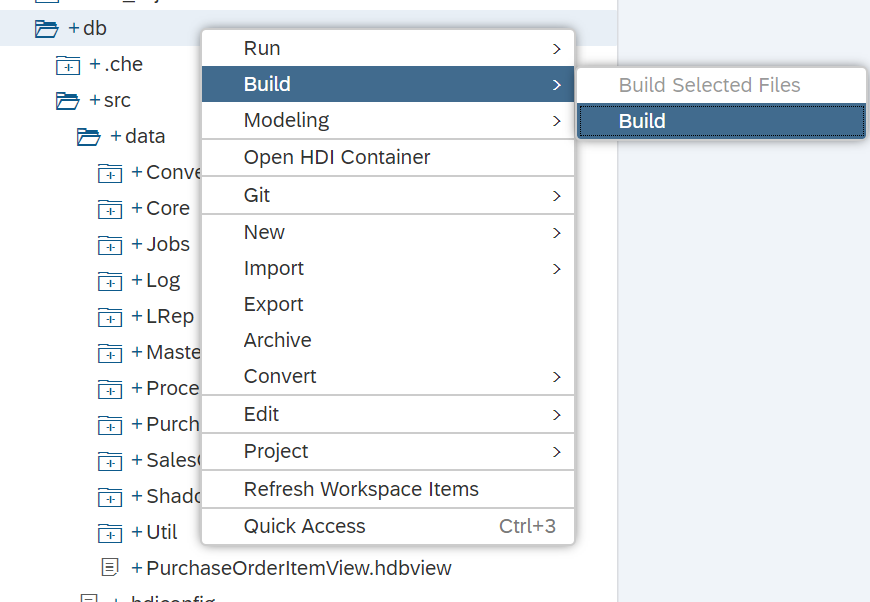 + db
+ .che
+ src
+ data
+ Conve
+ Core
+ Jobs
+ Log
+ LRep
+ Maste
+ Proce
+ Purch
+ Sales
+ Shado
+ Util
+ PurchaseOrderItemView.hdbview
+ .hdiconfig
Run
Build
Modeling
Open HDI Container
Git
New
Import
Export
Archive
Convert
Edit
Project
Refresh Workspace Items
Quick Access Ctrl+3
Build Selected Files
Build